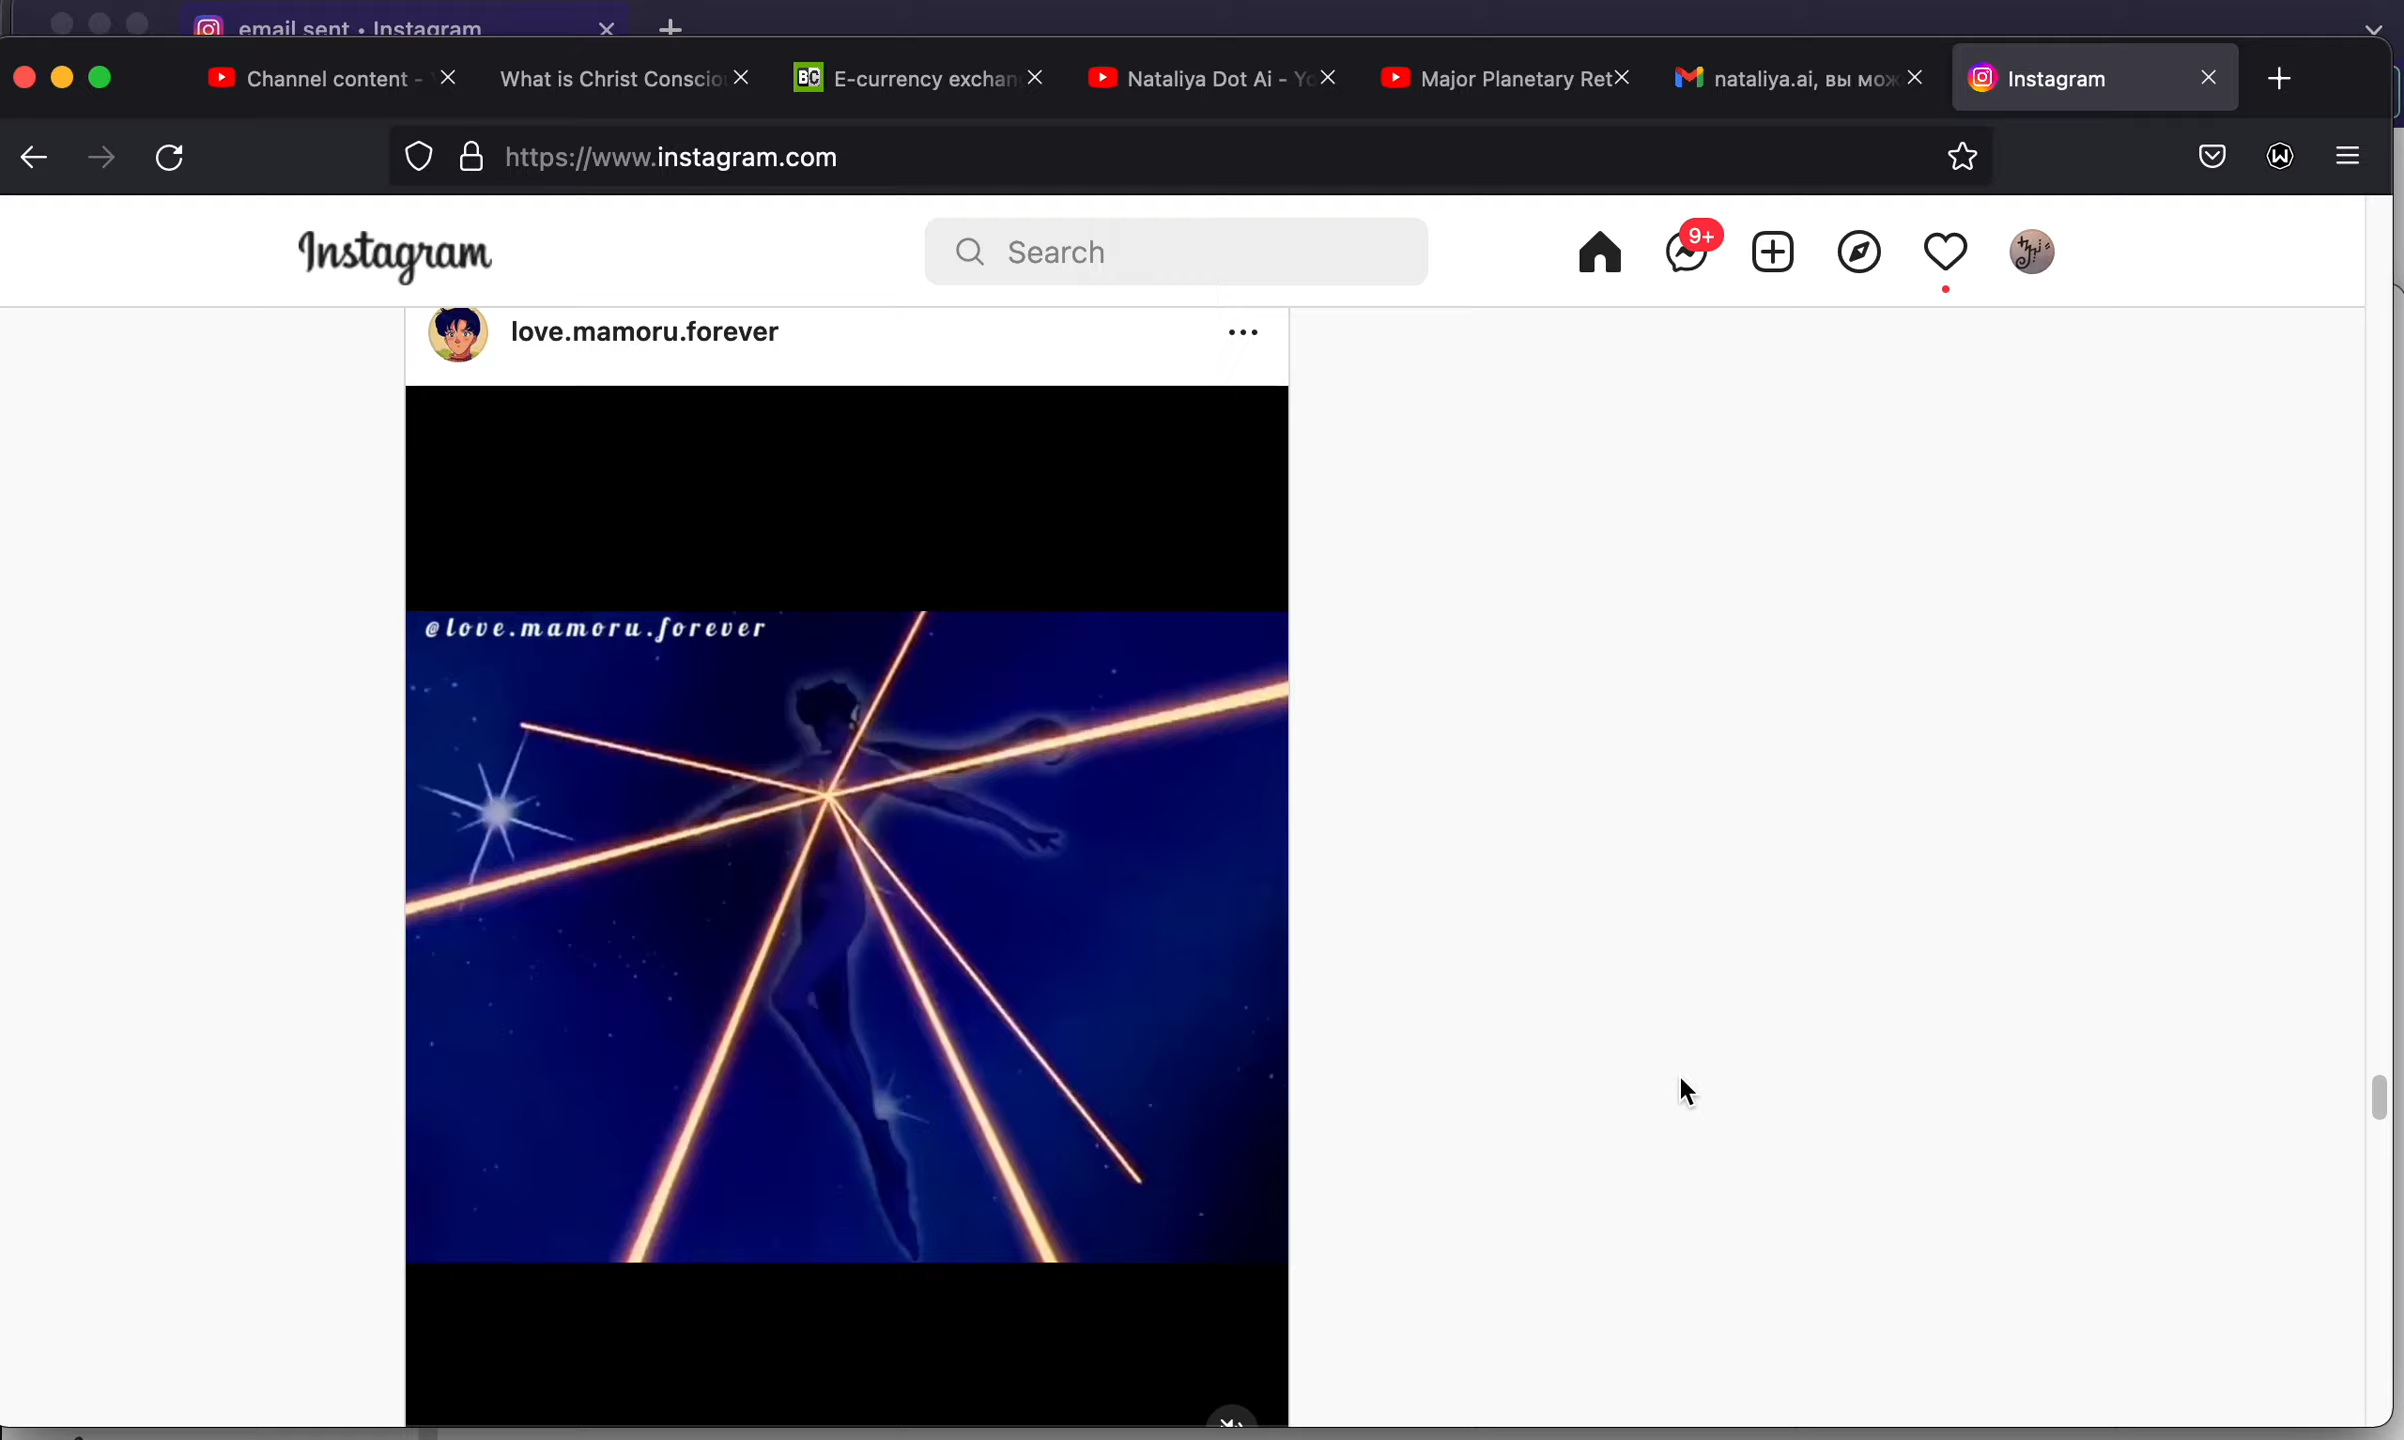 email sent • Instagram
Channel content -
What is Christ Conscio
E-currency exchan
Nataliya Dot Ai - Yo
Major Planetary Ret
nataliya.ai, вы мож
Instagram
https://www.instagram.com
Instagram
Search
9+
love.mamoru.forever
@love.mamoru.forever